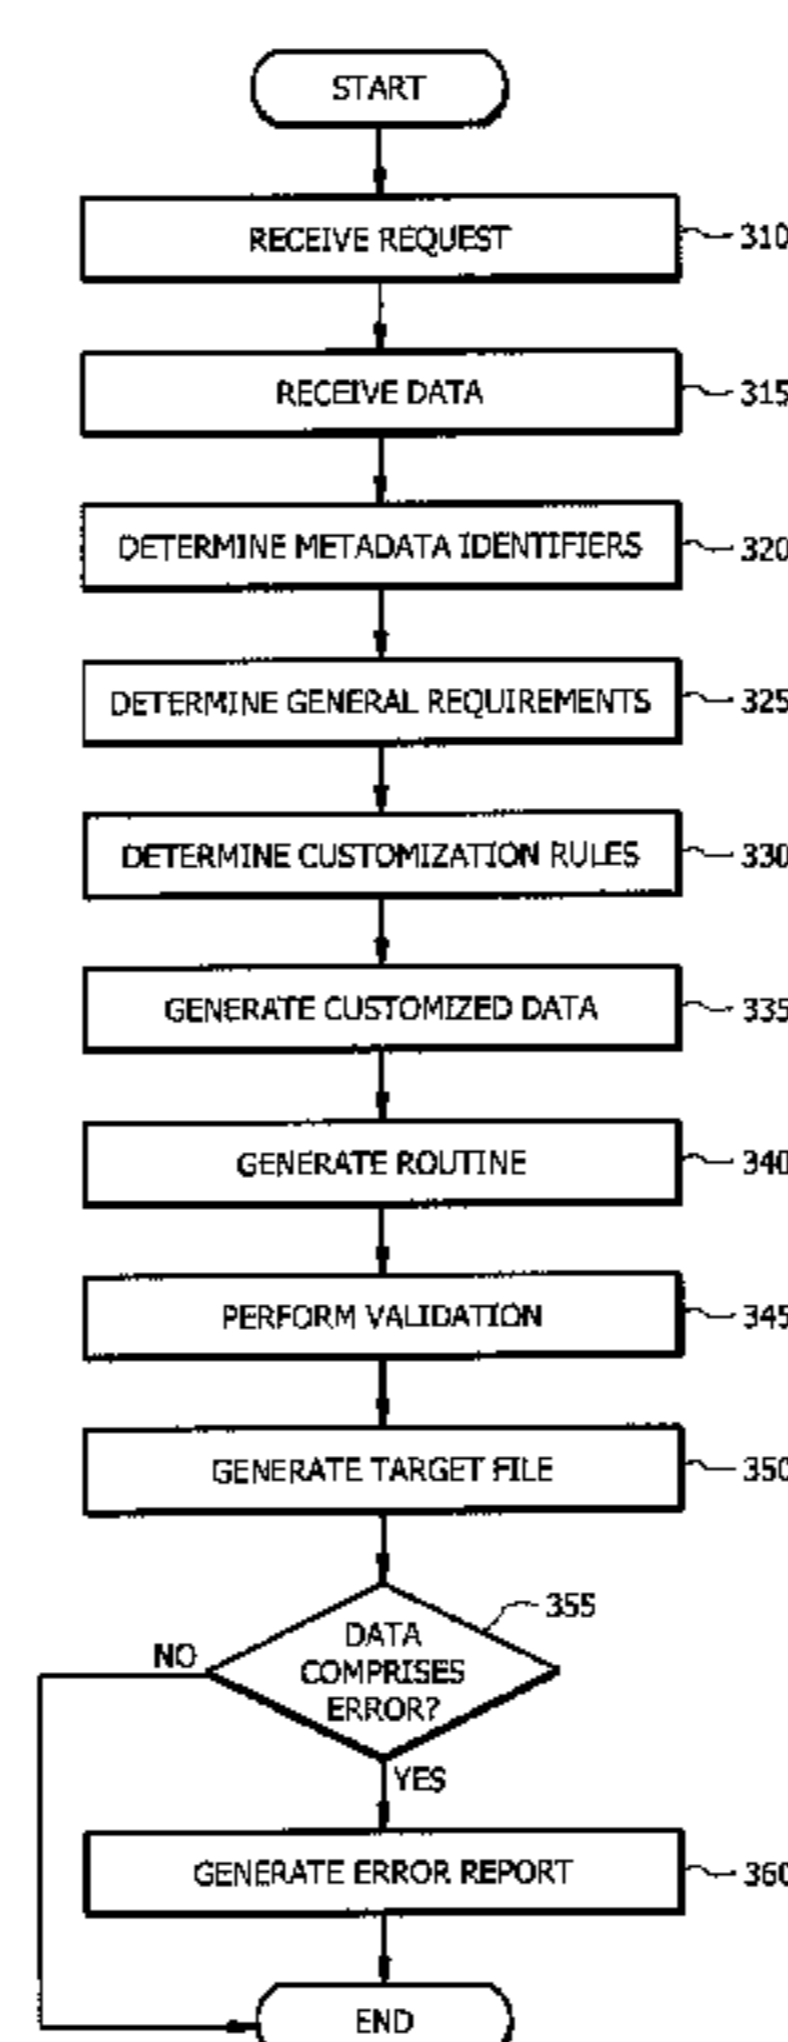 START
RECEIVE REQUEST
310
RECEIVE DATA
315
DETERMINE METADATA IDENTIFIERS
320
DETERMINE GENERAL REQUIREMENTS
325
DETERMINE CUSTOMIZATION RULES
330
GENERATE CUSTOMIZED DATA
335
GENERATE ROUTINE
340
PERFORM VALIDATION
345
GENERATE TARGET FILE
350
355
DATA
COMPRISES
ERROR?
NO
YES
GENERATE ERROR REPORT
360
END